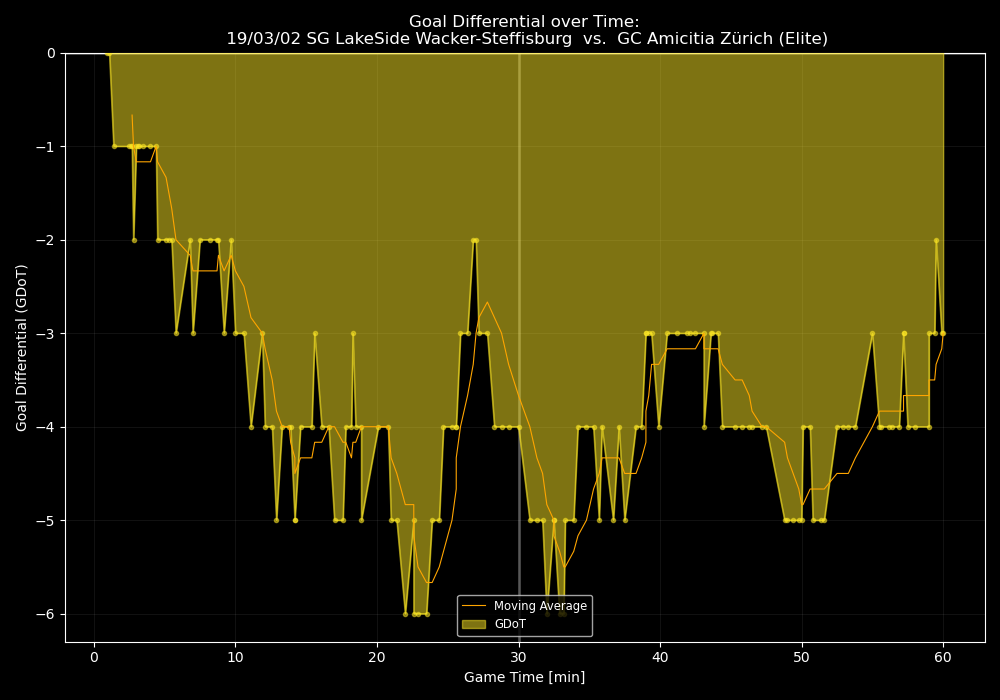 Goal Differential over Time:
19/03/02 SG LakeSide Wacker-Steffisburg  vs.  GC Amicitia Zürich (Elite)
0
−1
−2
−3
−4
−5
−6
Goal Differential (GDoT)
Moving Average
GDoT
0 10 20 30 40 50 60
Game Time [min]